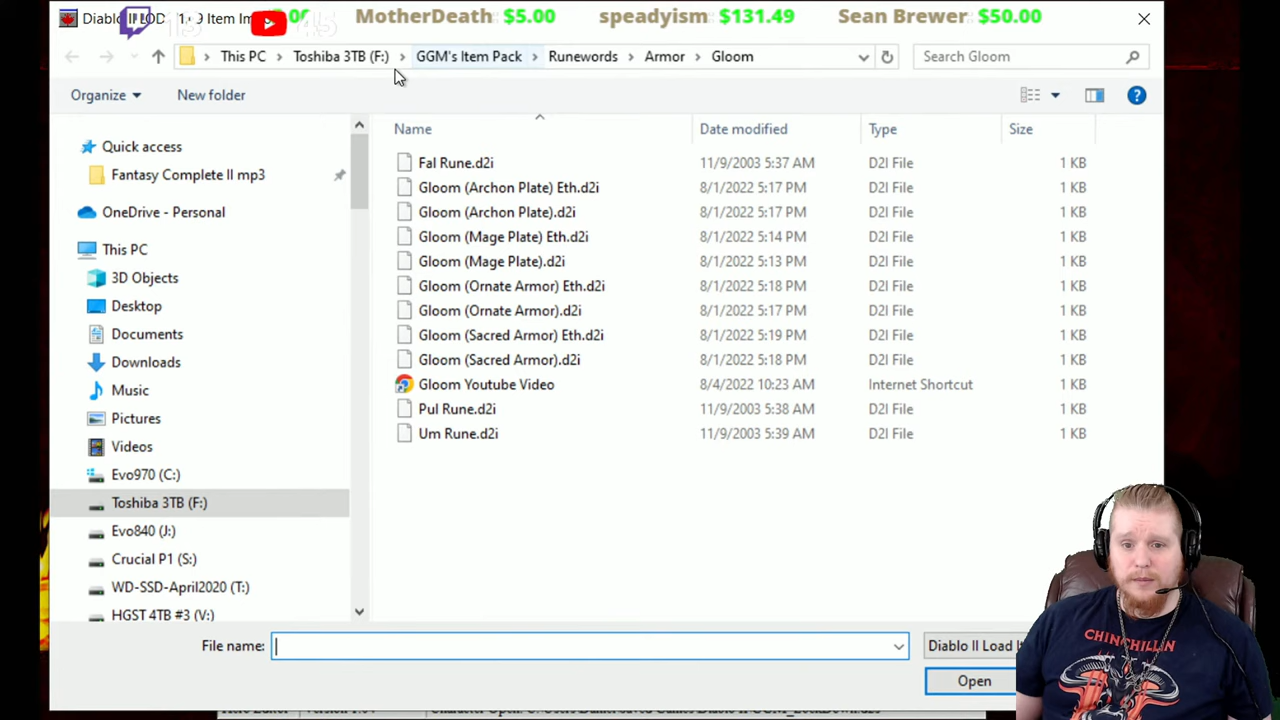 MotherDeath $5.00 speadyism $131.49 Sean Brewer $50.00
This PC > Toshiba 3TB (F:) > GGM's Item Pack > Runewords > Armor > Gloom
Search Gloom
Organize
New folder
Name Date modified Type Size
Quick access
Fantasy Complete II mp3
OneDrive - Personal
This PC
3D Objects
Desktop
Documents
Downloads
Music
Pictures
Videos
Evo970 (C:)
Toshiba 3TB (F:)
Evo840 (J:)
Crucial P1 (S:)
WD-SSD-April2020 (T:)
HGST 4TB #3 (V:)
Fal Rune.d2i 11/9/2003 5:37 AM D2I File 1 KB
Gloom (Archon Plate) Eth.d2i 8/1/2022 5:17 PM D2I File 1 KB
Gloom (Archon Plate).d2i 8/1/2022 5:17 PM D2I File 1 KB
Gloom (Mage Plate) Eth.d2i 8/1/2022 5:14 PM D2I File 1 KB
Gloom (Mage Plate).d2i 8/1/2022 5:13 PM D2I File 1 KB
Gloom (Ornate Armor) Eth.d2i 8/1/2022 5:18 PM D2I File 1 KB
Gloom (Ornate Armor).d2i 8/1/2022 5:17 PM D2I File 1 KB
Gloom (Sacred Armor) Eth.d2i 8/1/2022 5:19 PM D2I File 1 KB
Gloom (Sacred Armor).d2i 8/1/2022 5:18 PM D2I File 1 KB
Gloom Youtube Video 8/4/2022 10:23 AM Internet Shortcut 1 KB
Pul Rune.d2i 11/9/2003 5:38 AM D2I File 1 KB
Um Rune.d2i 11/9/2003 5:39 AM D2I File 1 KB
File name:
Diablo II Load
Open
CHINCHILLIN